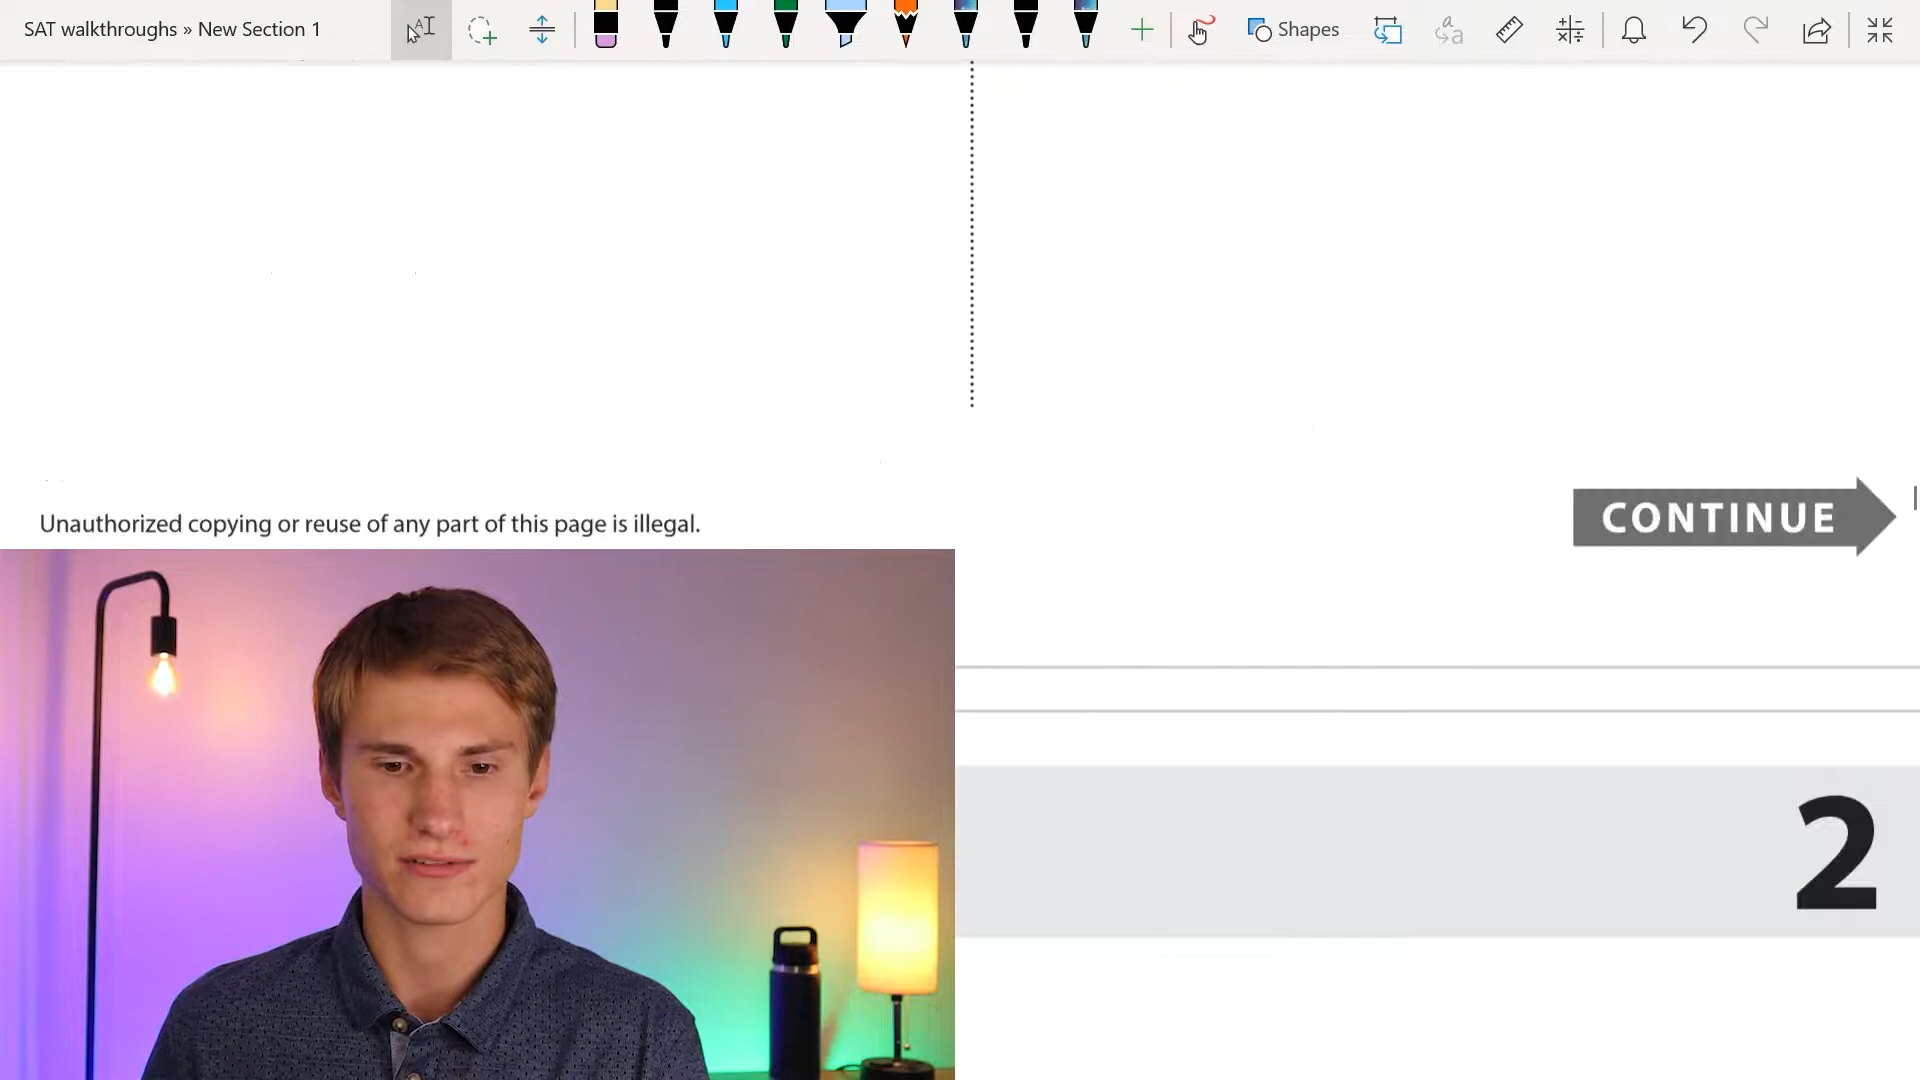 SAT walkthroughs » New Section 1
Shapes
Unauthorized copying or reuse of any part of this page is illegal.
CONTINUE
2